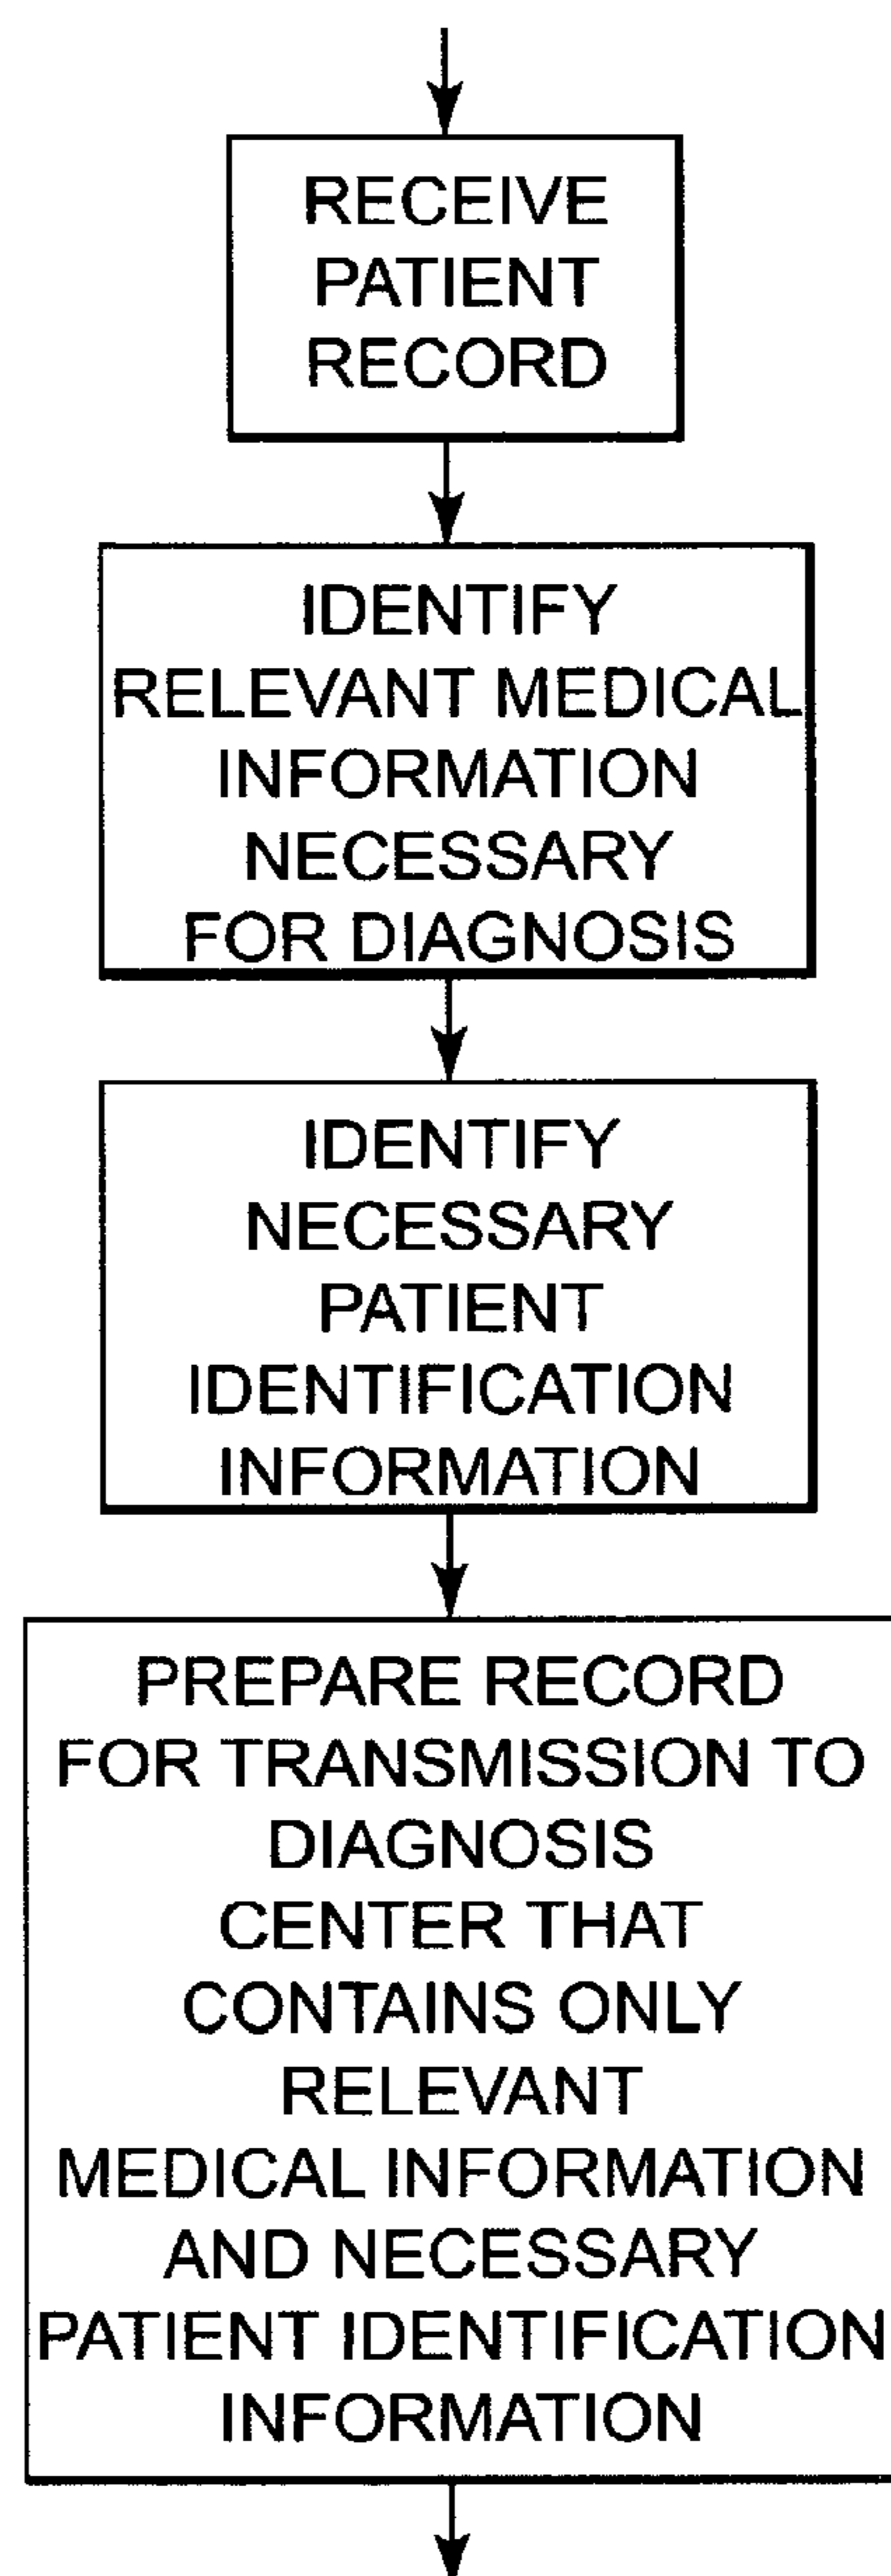 RECEIVE
PATIENT
RECORD
IDENTIFY
RELEVANT MEDICAL
INFORMATION
NECESSARY
FOR DIAGNOSIS
IDENTIFY
NECESSARY
PATIENT
IDENTIFICATION
INFORMATION
PREPARE RECORD
FOR TRANSMISSION TO
DIAGNOSIS
CENTER THAT
CONTAINS ONLY
RELEVANT
MEDICAL INFORMATION
AND NECESSARY
PATIENT IDENTIFICATION
INFORMATION